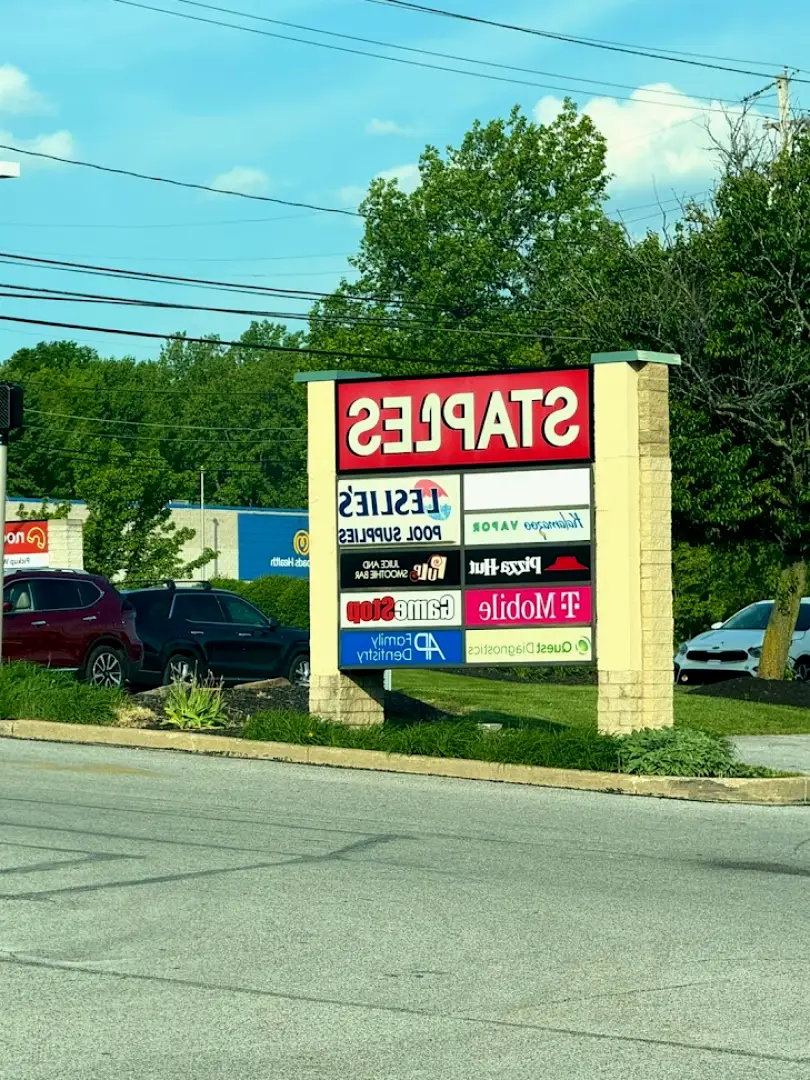 STAPLES
LESLIE'S
POOL SUPPLIES
Kalamazoo VAPOR
Pulp
JUICE AND
SMOOTHIE BAR
Pizza Hut
GameStop
T Mobile
AP Family
Dentistry
Quest Diagnostics